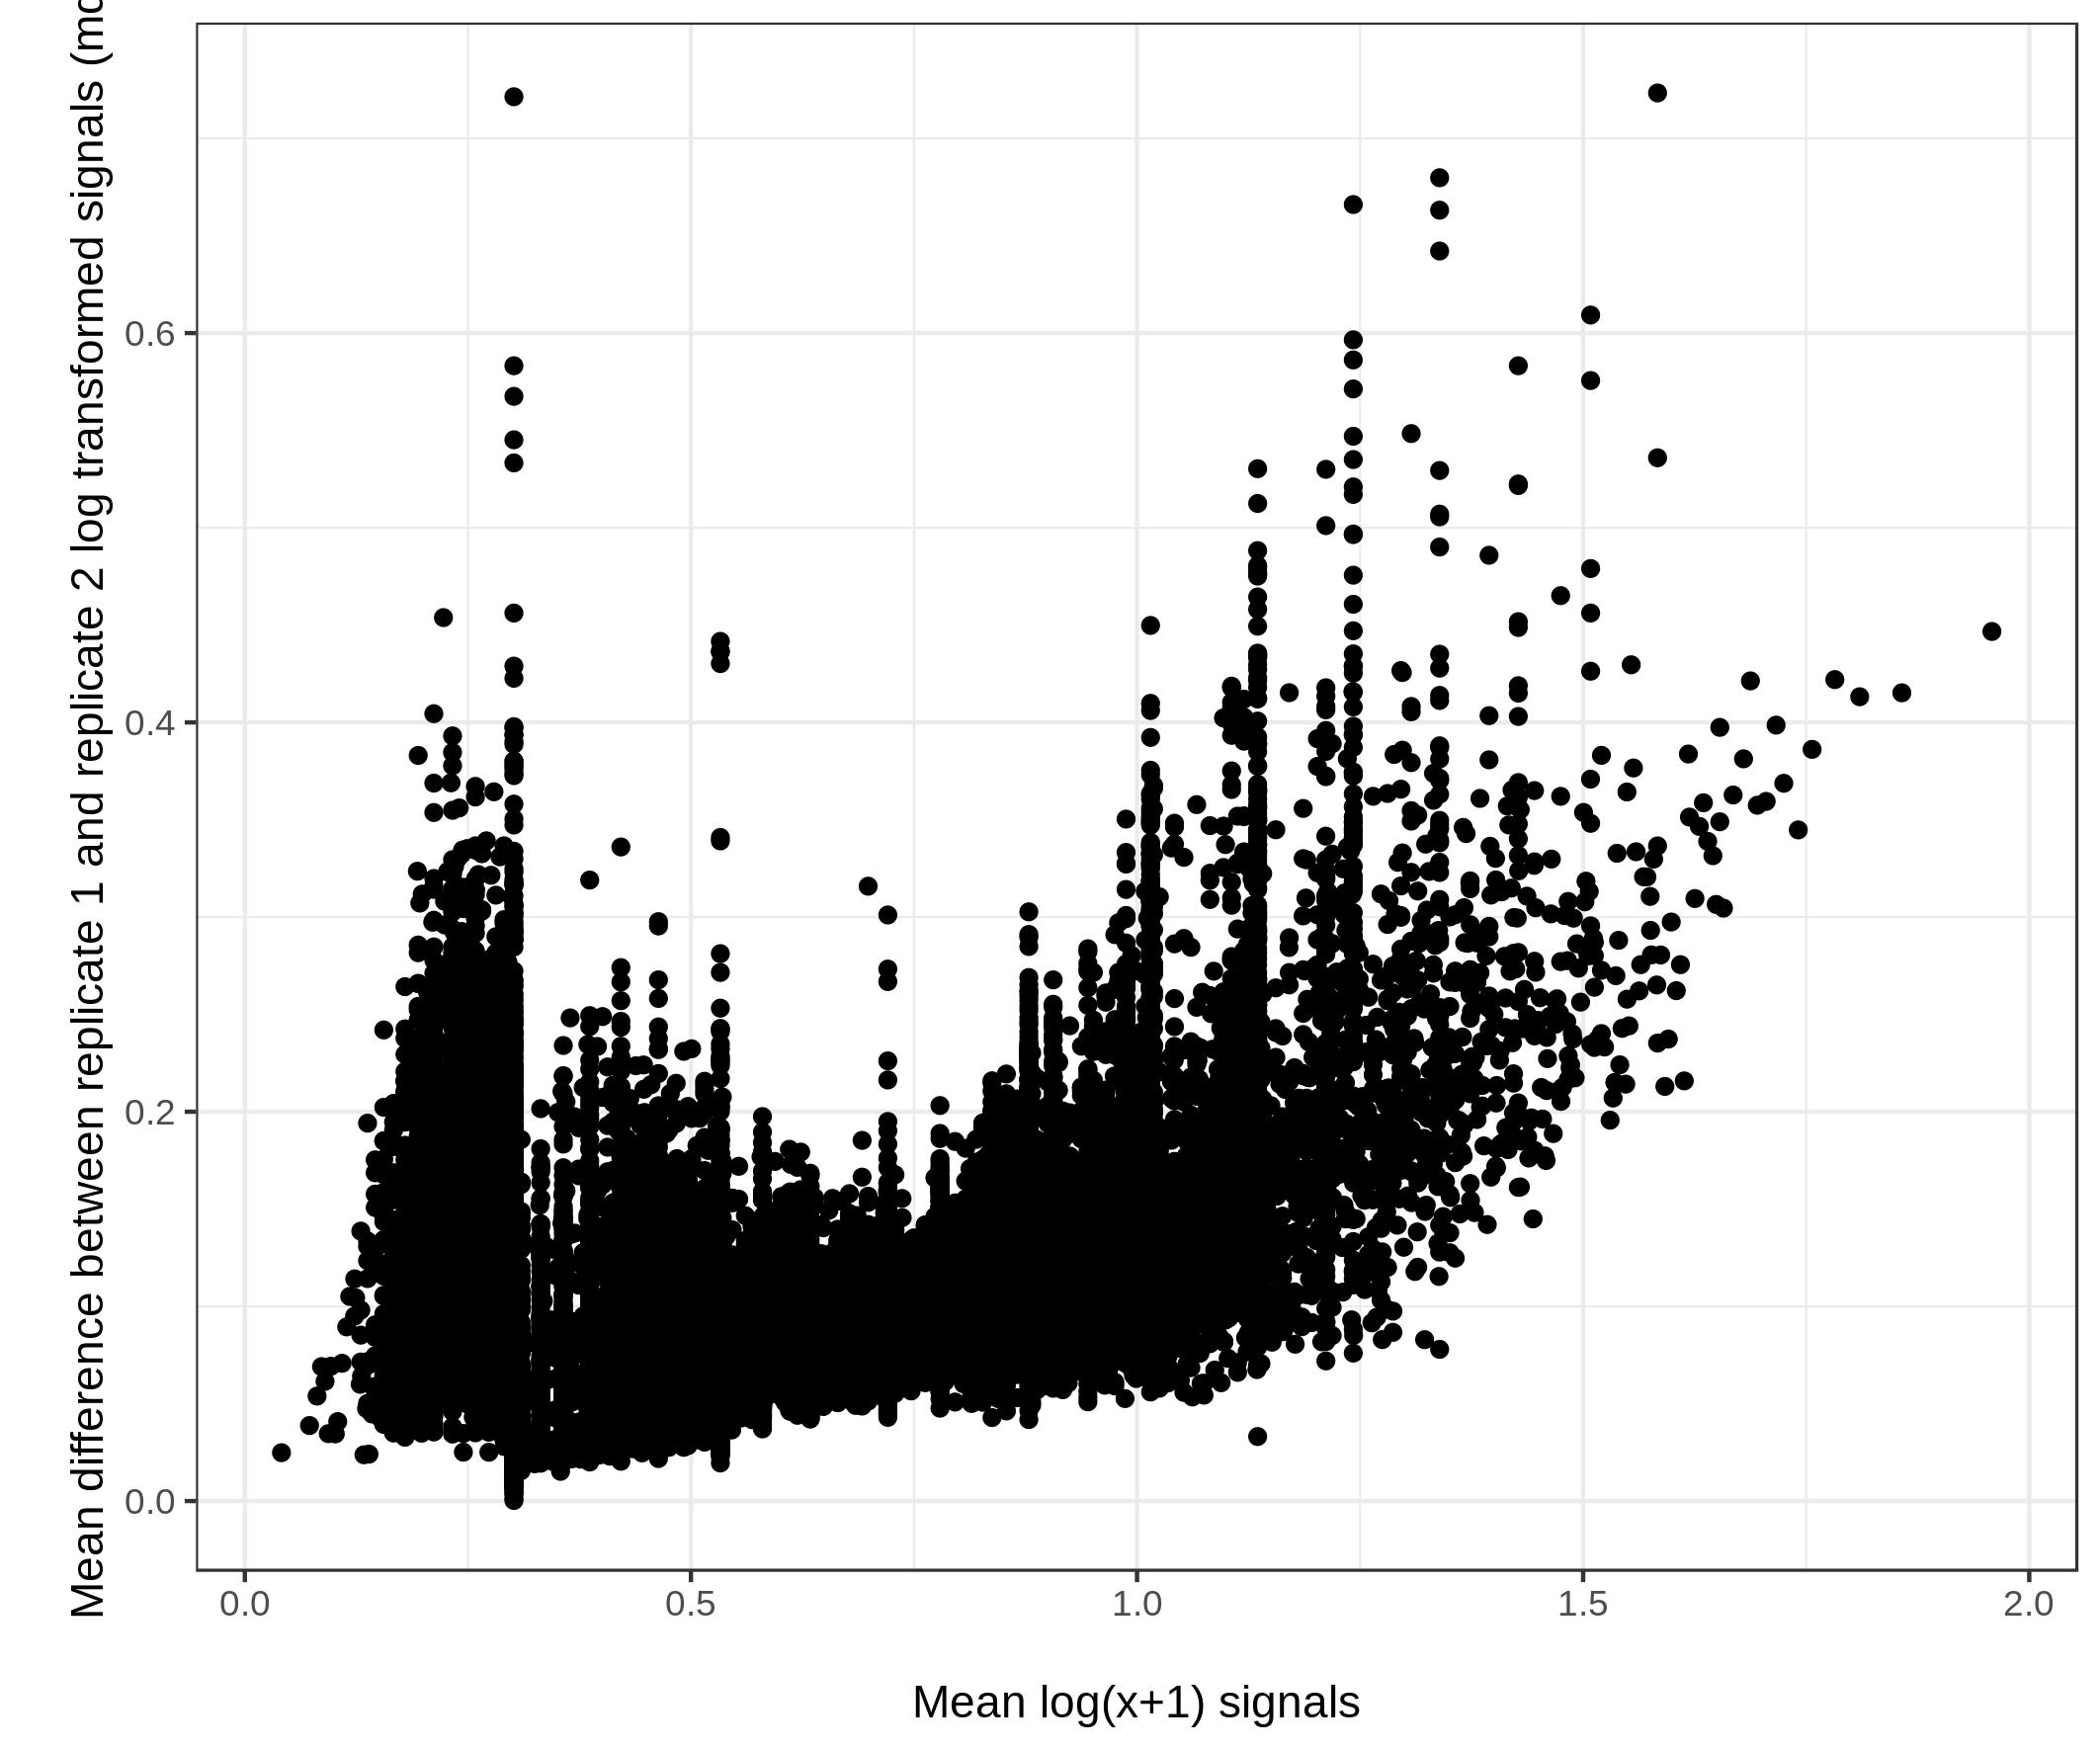 Mean difference between replicate 1 and replicate 2 log transformed signals
0.6
0.4
0.2
0.0
0.0 0.5 1.0 1.5 2.0
Mean log(x+1) signals